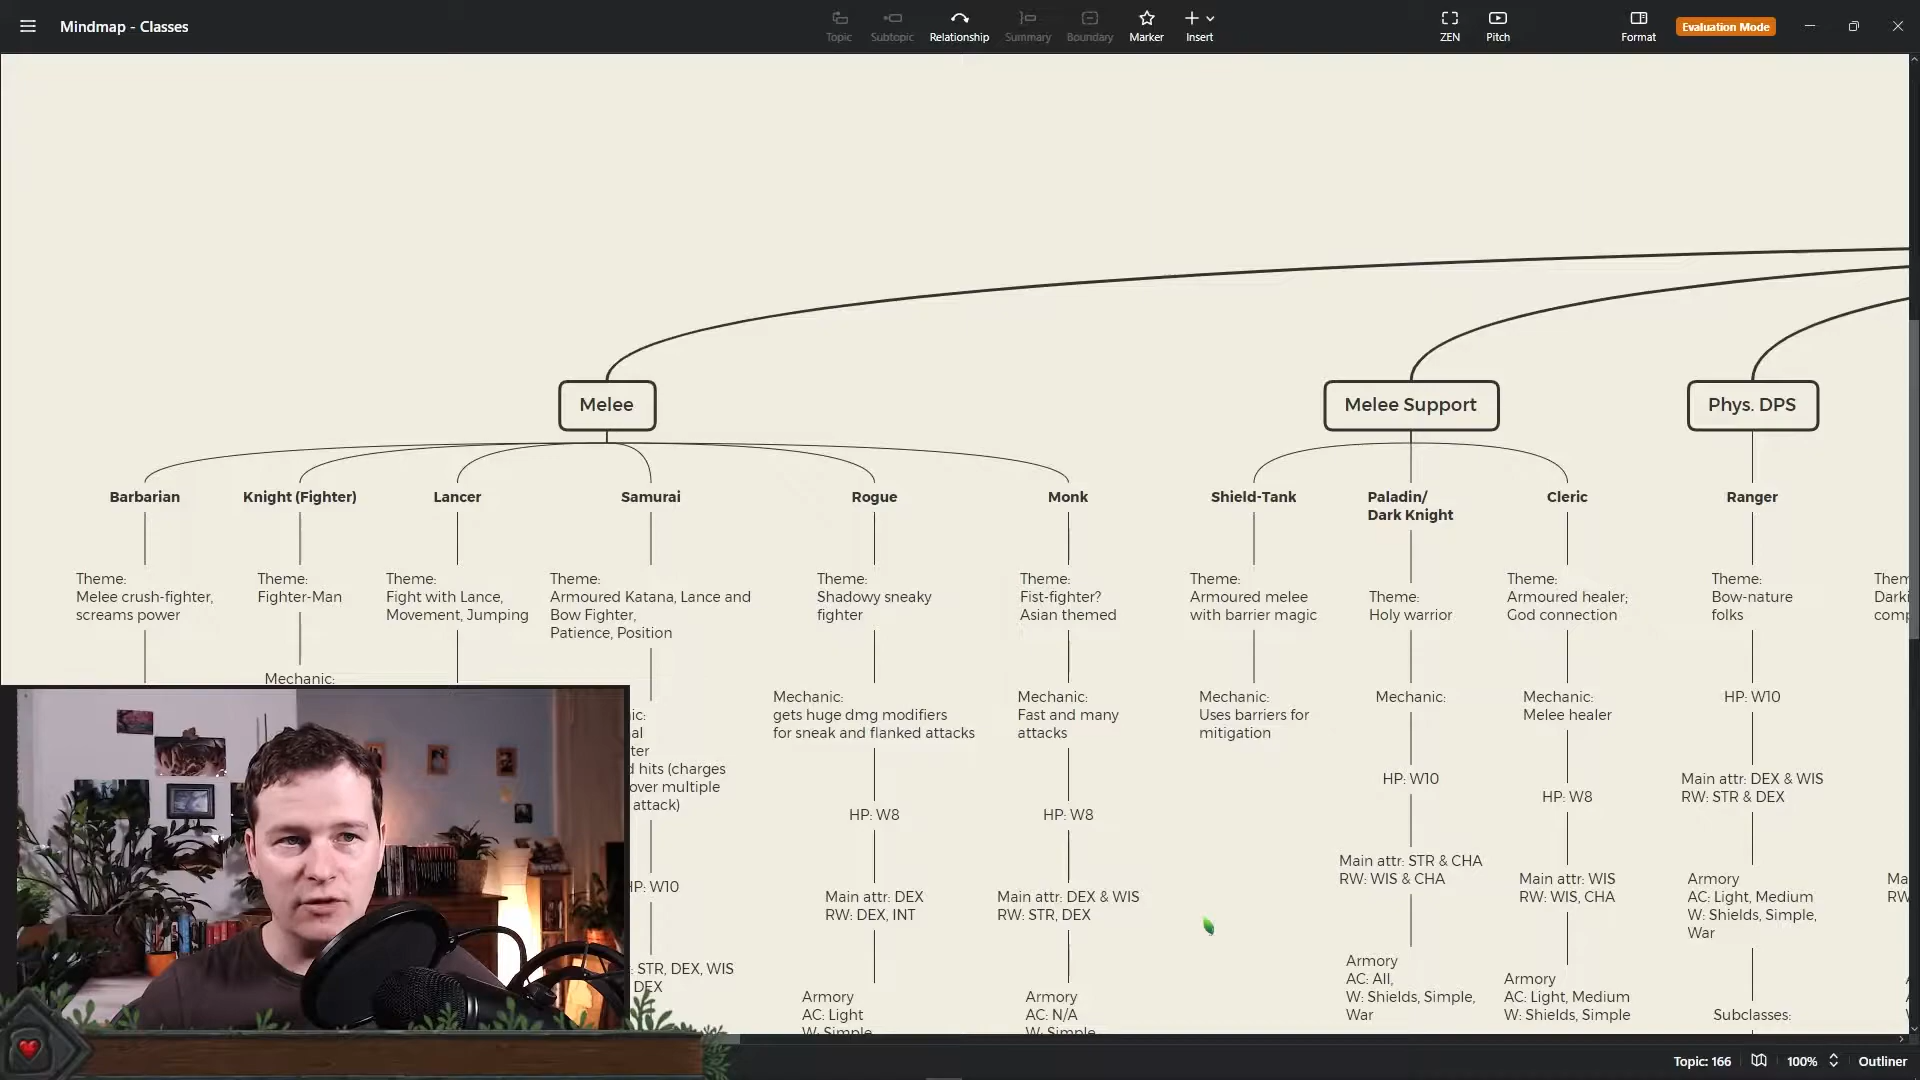 Mindmap - Classes
Topic
Subtopic
Relationship
Summary
Boundary
Marker
Insert
ZEN
Pitch
Format
Evaluation Mode
Melee
Melee Support
Phys. DPS
Barbarian
Knight (Fighter)
Lancer
Samurai
Rogue
Monk
Shield-Tank
Paladin/
Dark Knight
Cleric
Ranger
Theme:
Melee crush-fighter,
screams power
Theme:
Fighter-Man
Mechanic:
Theme:
Fight with Lance,
Movement, Jumping
Theme:
Armoured Katana, Lance and
Bow Fighter,
Patience, Position
hits (charges
over multiple
attack)
HP: W10
STR, DEX, WIS
DEX
Theme:
Shadowy sneaky
fighter
Mechanic:
gets huge dmg modifiers
for sneak and flanked attacks
HP: W8
Main attr: DEX
RW: DEX, INT
Armory
AC: Light
W: Simple
Theme:
Fist-fighter?
Asian themed
Mechanic:
Fast and many
attacks
HP: W8
Main attr: DEX & WIS
RW: STR, DEX
Armory
AC: N/A
W: Simple
Theme:
Armoured melee
with barrier magic
Mechanic:
Uses barriers for
mitigation
Theme:
Holy warrior
Mechanic:
HP: W10
Main attr: STR & CHA
RW: WIS & CHA
Armory
AC: All,
W: Shields, Simple,
War
Theme:
Armoured healer;
God connection
Mechanic:
Melee healer
HP: W8
Main attr: WIS
RW: WIS, CHA
Armory
AC: Light, Medium
W: Shields, Simple
Theme:
Bow-nature
folks
HP: W10
Main attr: DEX & WIS
RW: STR & DEX
Armory
AC: Light, Medium
W: Shields, Simple,
War
Subclasses:
Topic: 166
100%
Outliner